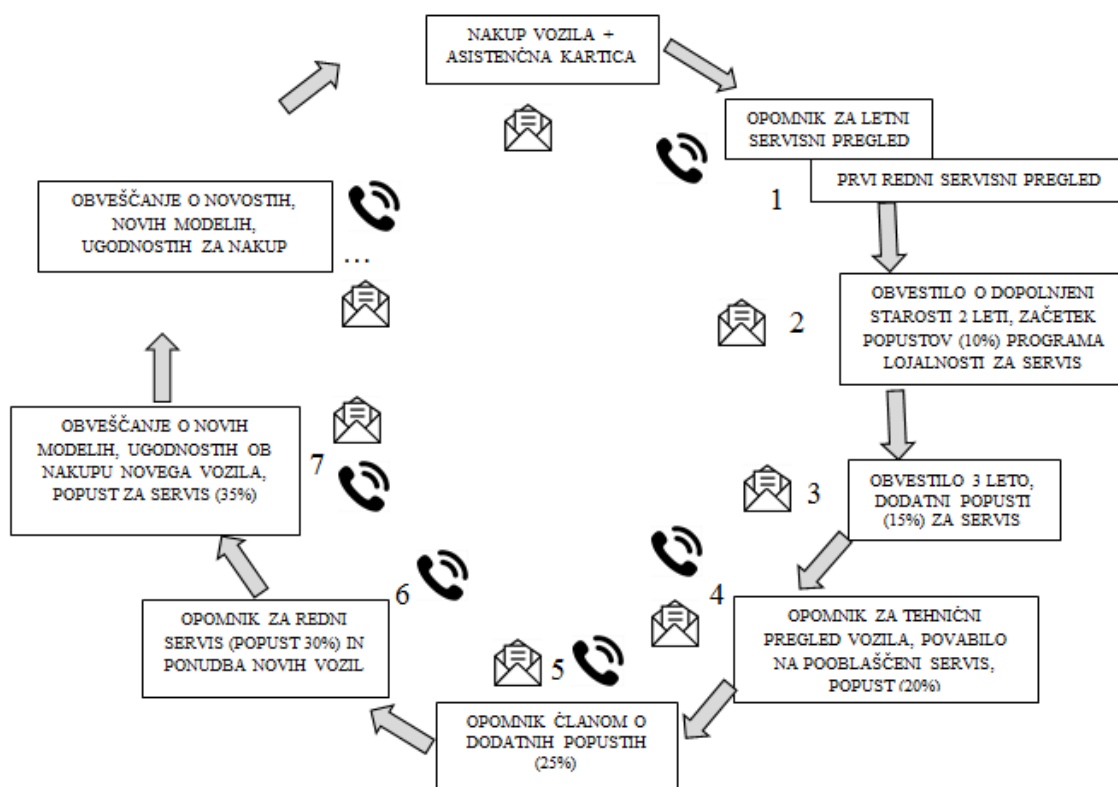 NAKUP VOZILA +
ASISTENČNA KARTICA
OPOMNIK ZA LETNI
SERVISNI PREGLED
PRVI REDNI SERVISNI PREGLED
1
OBVESTILO O DOPOLNJENI
STAROSTI 2 LETI, ZAČETEK
POPUSTOV (10%) PROGRAMA
LOJALNOSTI ZA SERVIS
2
OBVESTILO 3 LETO,
DODATNI POPUSTI
(15%) ZA SERVIS
3
OPOMNIK ZA TEHNIČNI
PREGLED VOZILA, POVABILO
NA POOBLAŠČENI SERVIS,
POPUST (20%)
4
5
OPOMNIK ČLANOM O
DODATNIH POPUSTIH
(25%)
6
OPOMNIK ZA REDNI
SERVIS (POPUST 30%) IN
PONUDBA NOVIH VOZIL
7
OBVEŠČANJE O NOVIH
MODELIH, UGODNOSTIH OB
NAKUPU NOVEGA VOZILA,
POPUST ZA SERVIS (35%)
OBVEŠČANJE O NOVOSTIH,
NOVIH MODELIH,
UGODNOSTIH ZA NAKUP
...